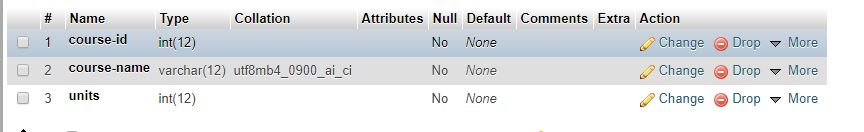 # Name Type Collation Attributes Null Default Comments Extra Action
1 course-id int(12) No None Change Drop More
2 course-name varchar(12) utf8mb4_0900_ai_ci No None Change Drop More
3 units int(12) No None Change Drop More